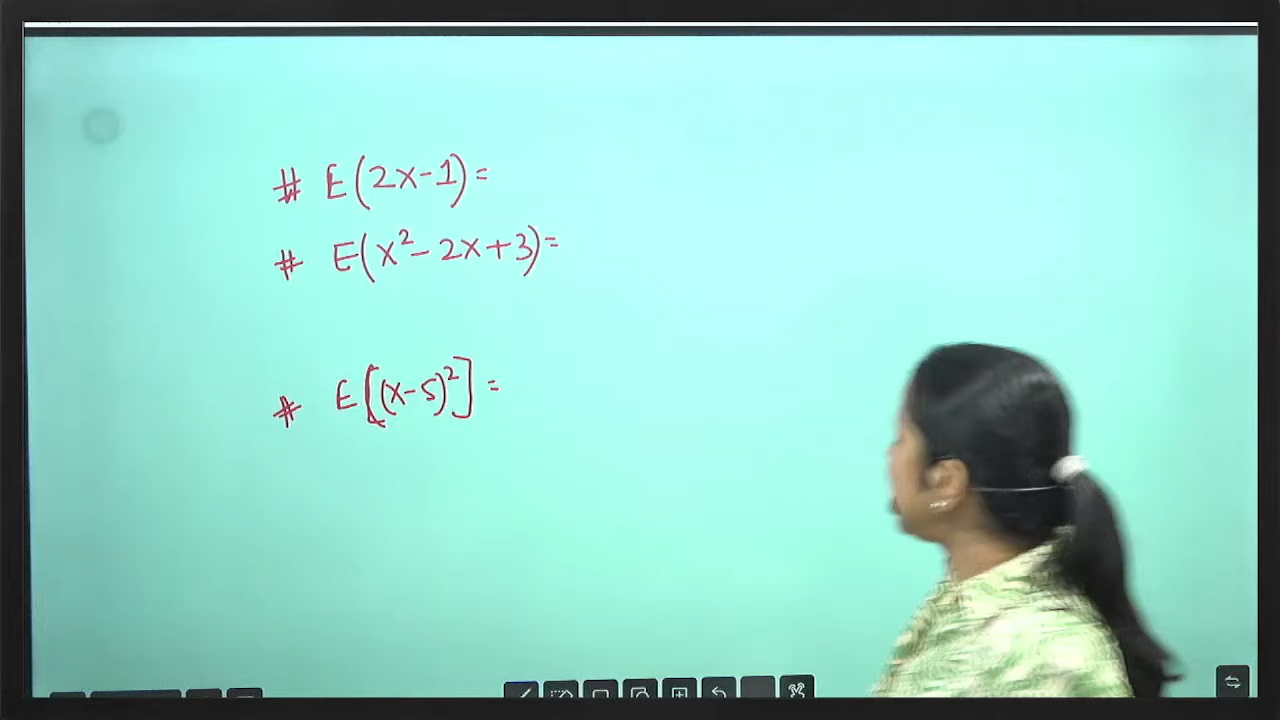 # E(2x-1)=
# E(x²-2x+3)=
# E[(x-5)²]=